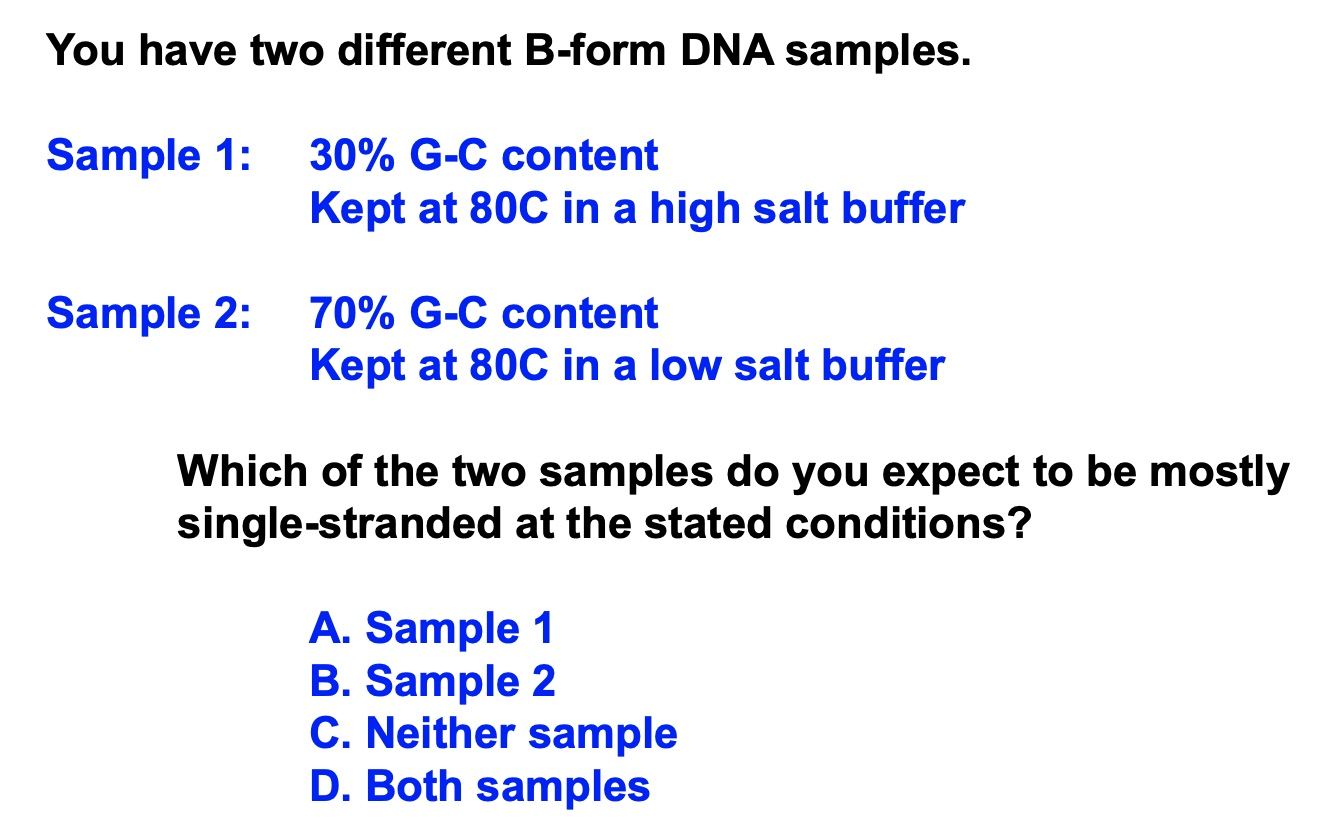 You have two different B-form DNA samples.
Sample 1: 30% G-C content
Kept at 80C in a high salt buffer
Sample 2: 70% G-C content
Kept at 80C in a low salt buffer
Which of the two samples do you expect to be mostly
single-stranded at the stated conditions?
A. Sample 1
B. Sample 2
C. Neither sample
D. Both samples